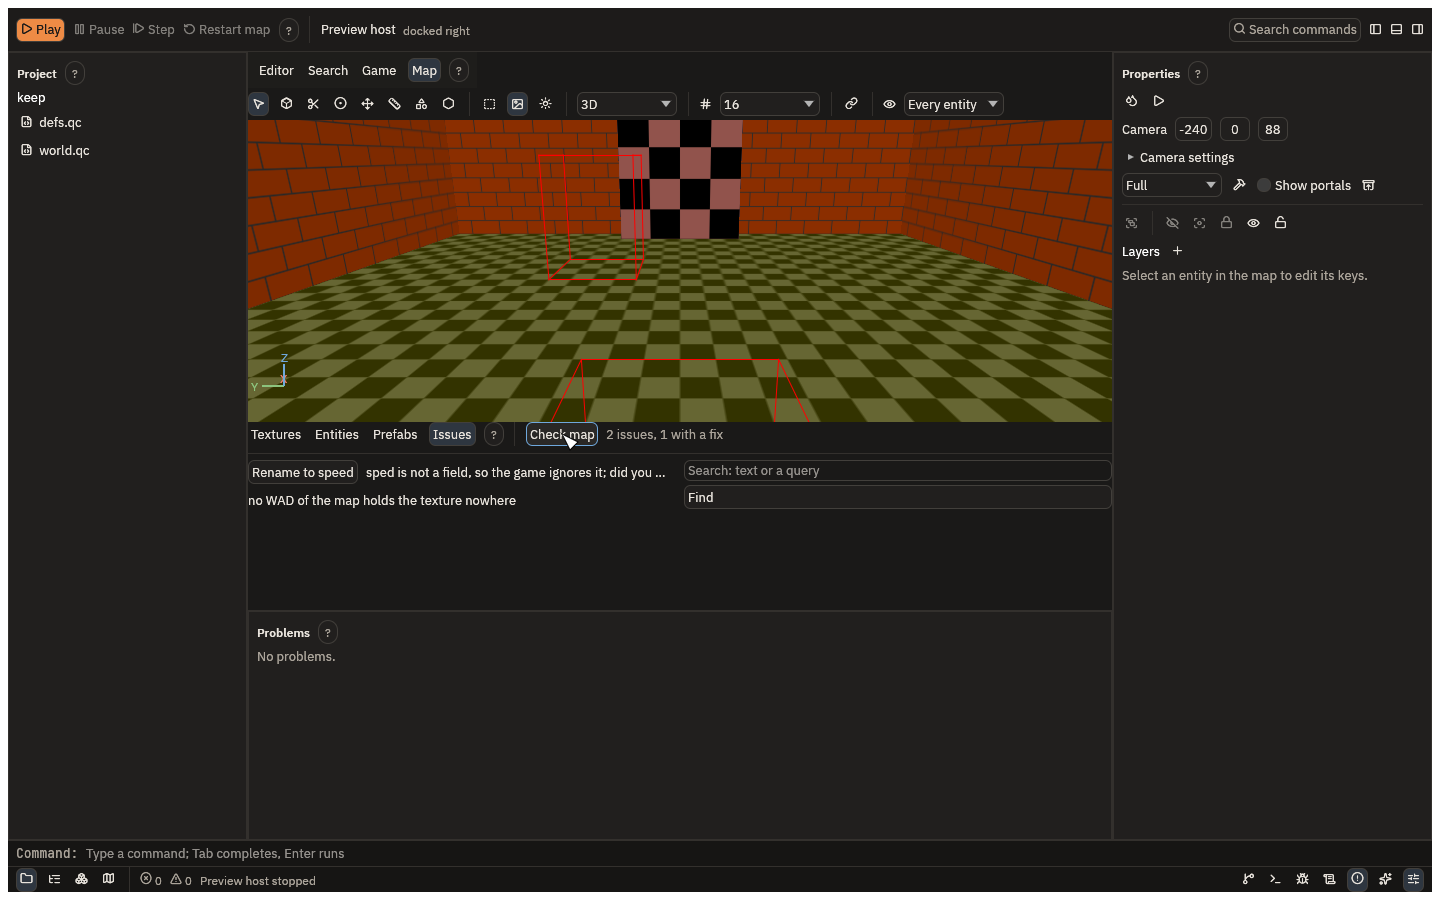 Play Pause Step Restart map ? Preview host docked right Search commands
Project ?
keep
defs.qc
world.qc
Editor Search Game Map ?
3D # 16 Every entity
Z
Y X
Textures Entities Prefabs Issues ? Check map 2 issues, 1 with a fix
Rename to speed sped is not a field, so the game ignores it; did you ...
no WAD of the map holds the texture nowhere
Search: text or a query
Find
Problems ?
No problems.
Properties ?
Camera -240 0 88
Camera settings
Full Show portals
Layers +
Select an entity in the map to edit its keys.
Command: Type a command; Tab completes, Enter runs
0 0 Preview host stopped